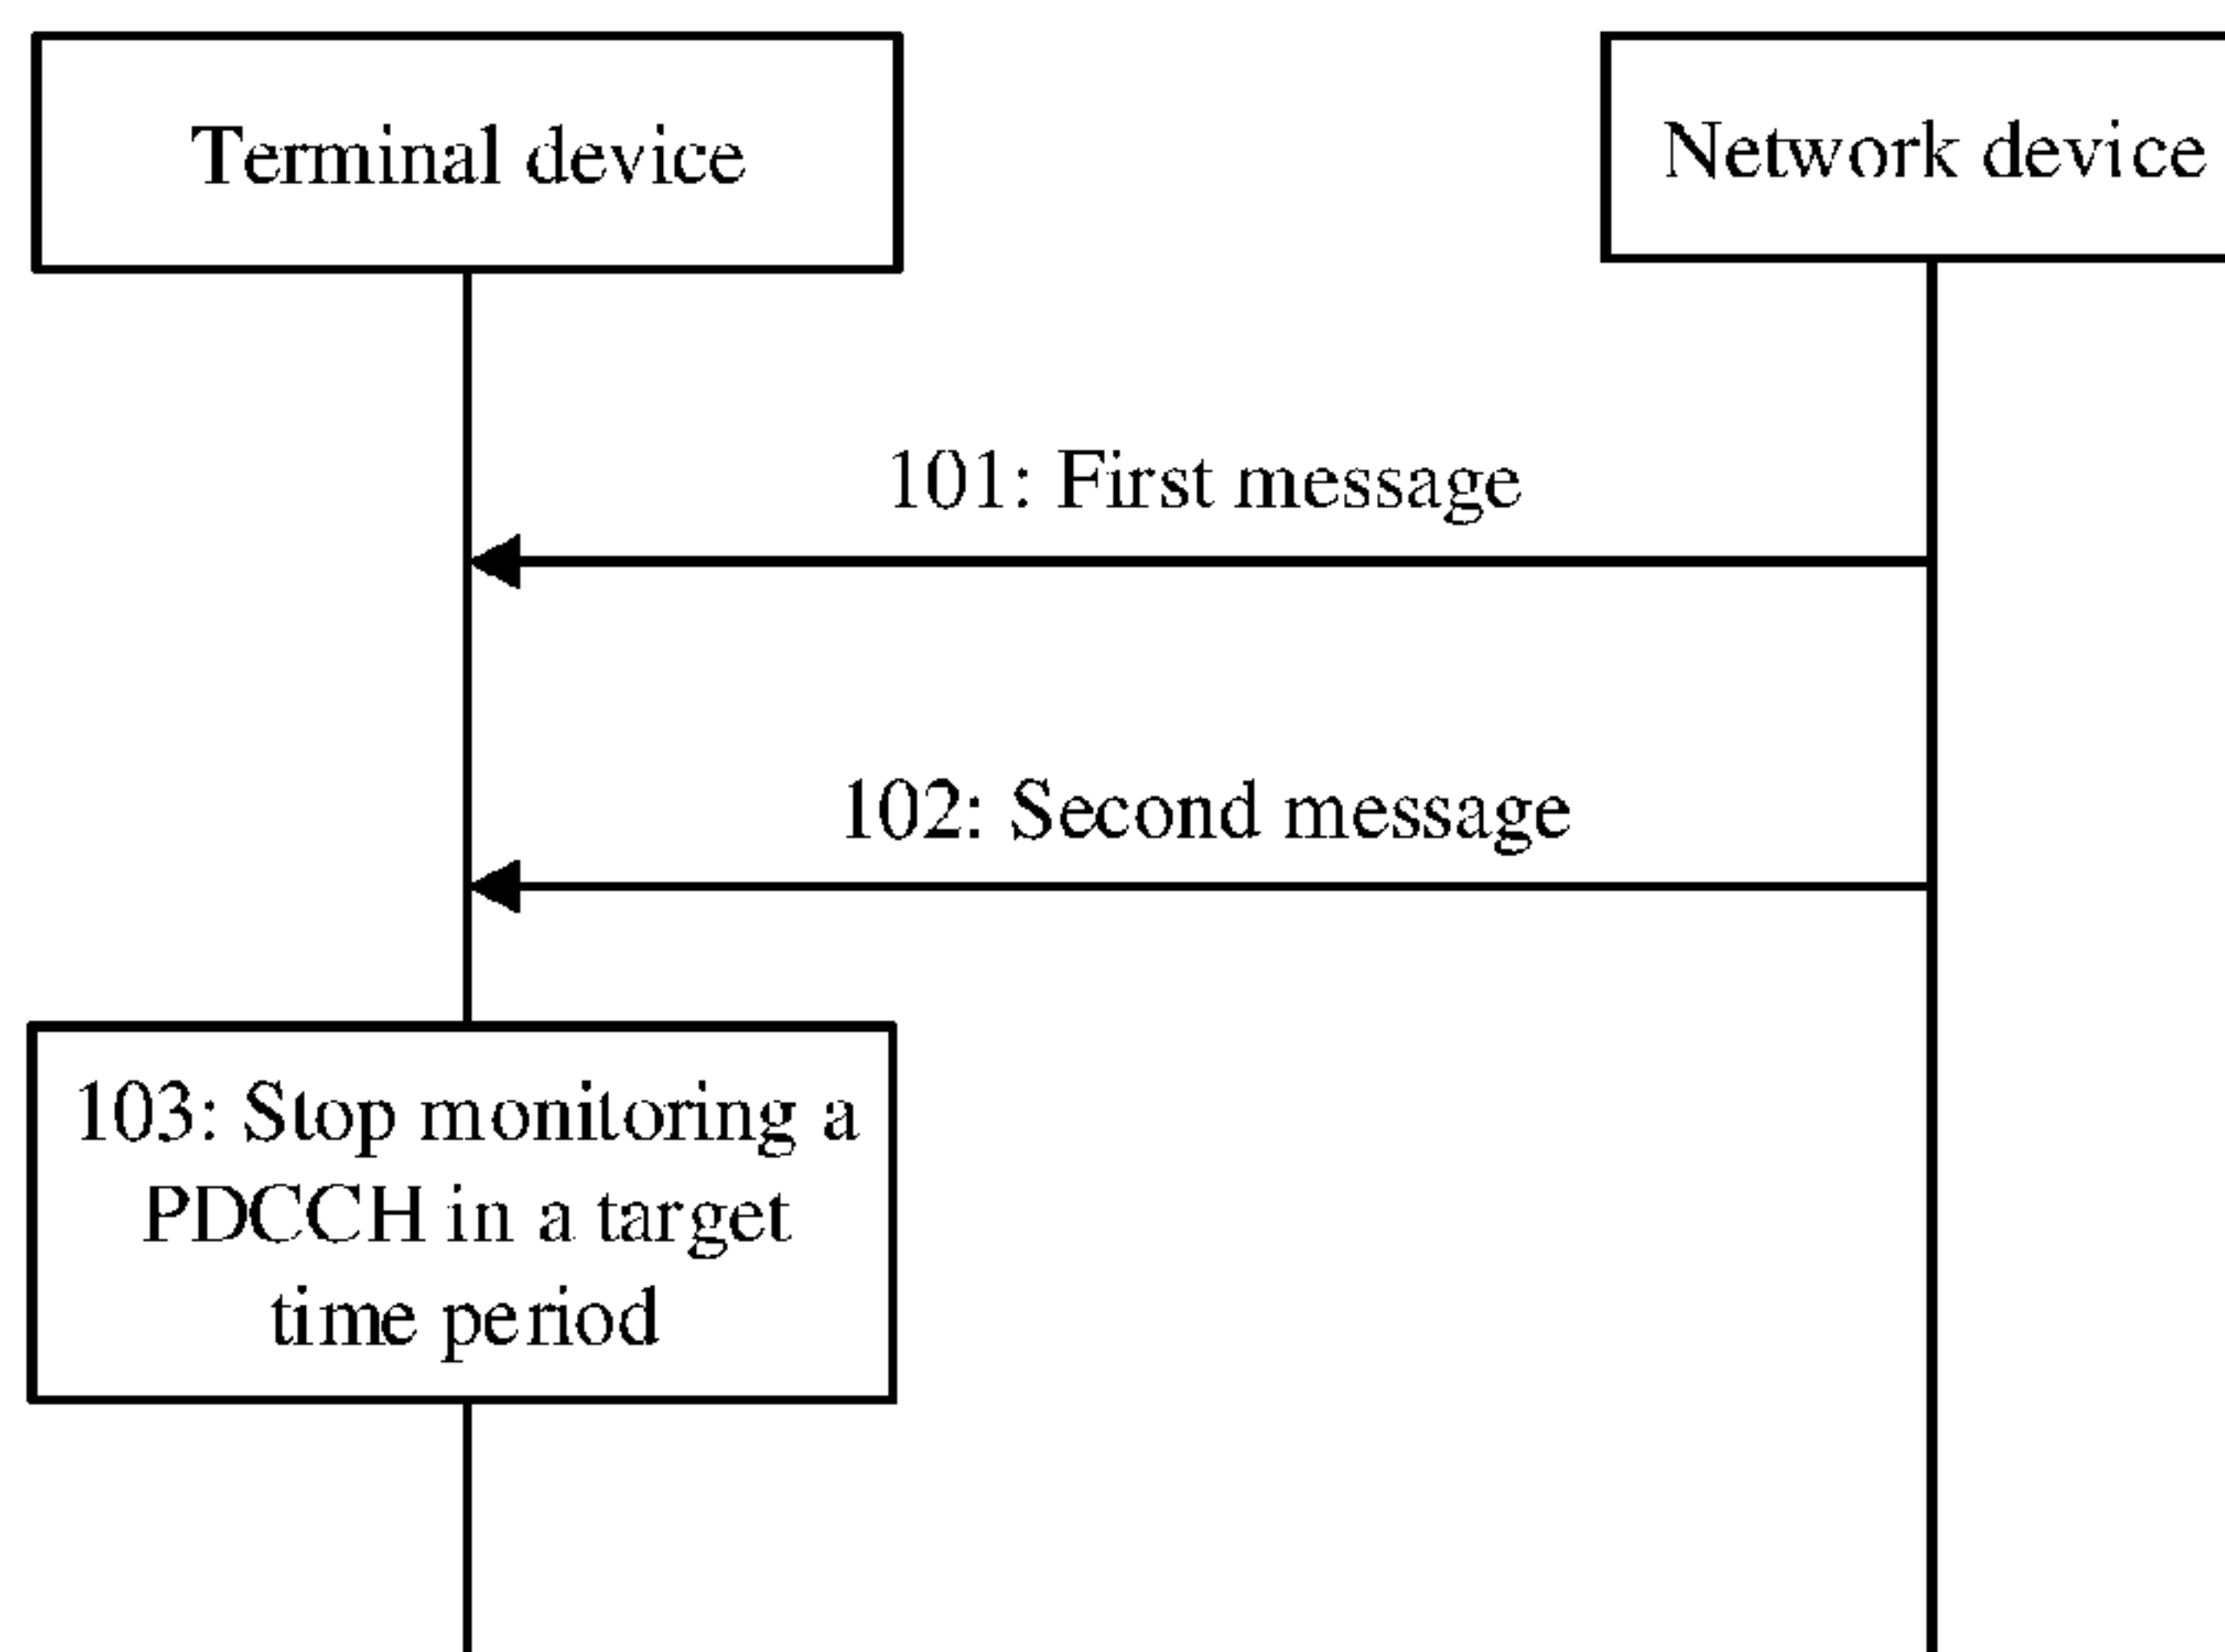 Terminal device
Network device
101: First message
102: Second message
103: Stop monitoring a
PDCCH in a target
time period